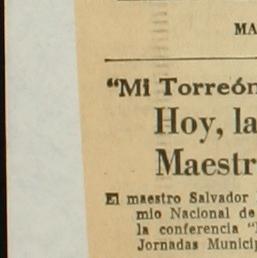 MA
“Mi Torreón
Hoy, la
Maestr
El maestro Salvador
mio Nacional de
la conferencia “
Jornadas Municip